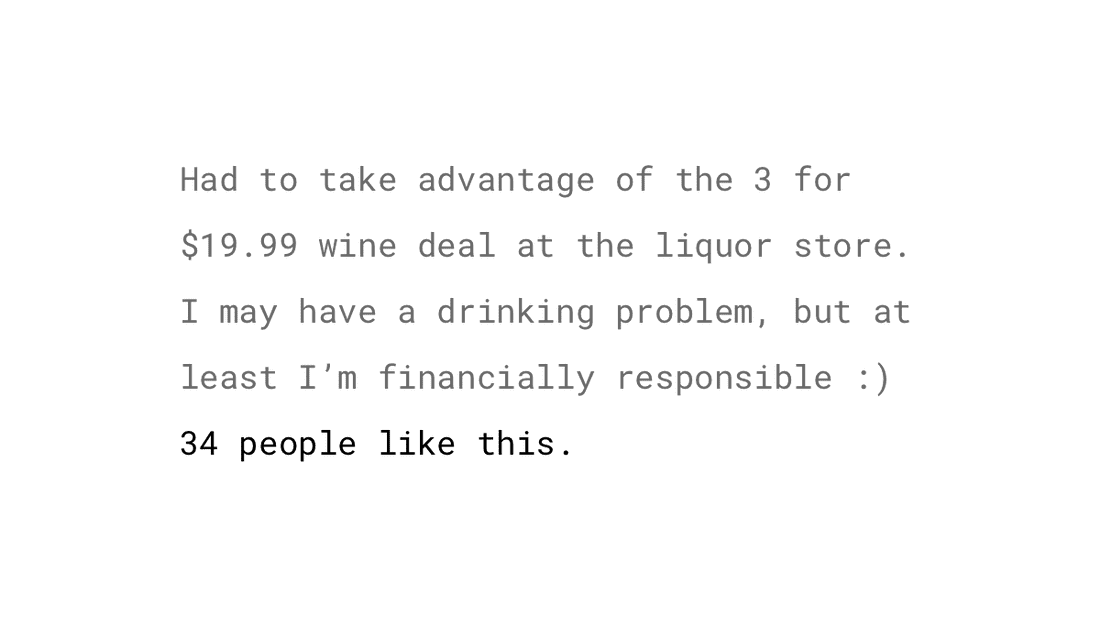 Had to take advantage of the 3 for
$19.99 wine deal at the liquor store.
I may have a drinking problem, but at
least I’m financially responsible :)
34 people like this.